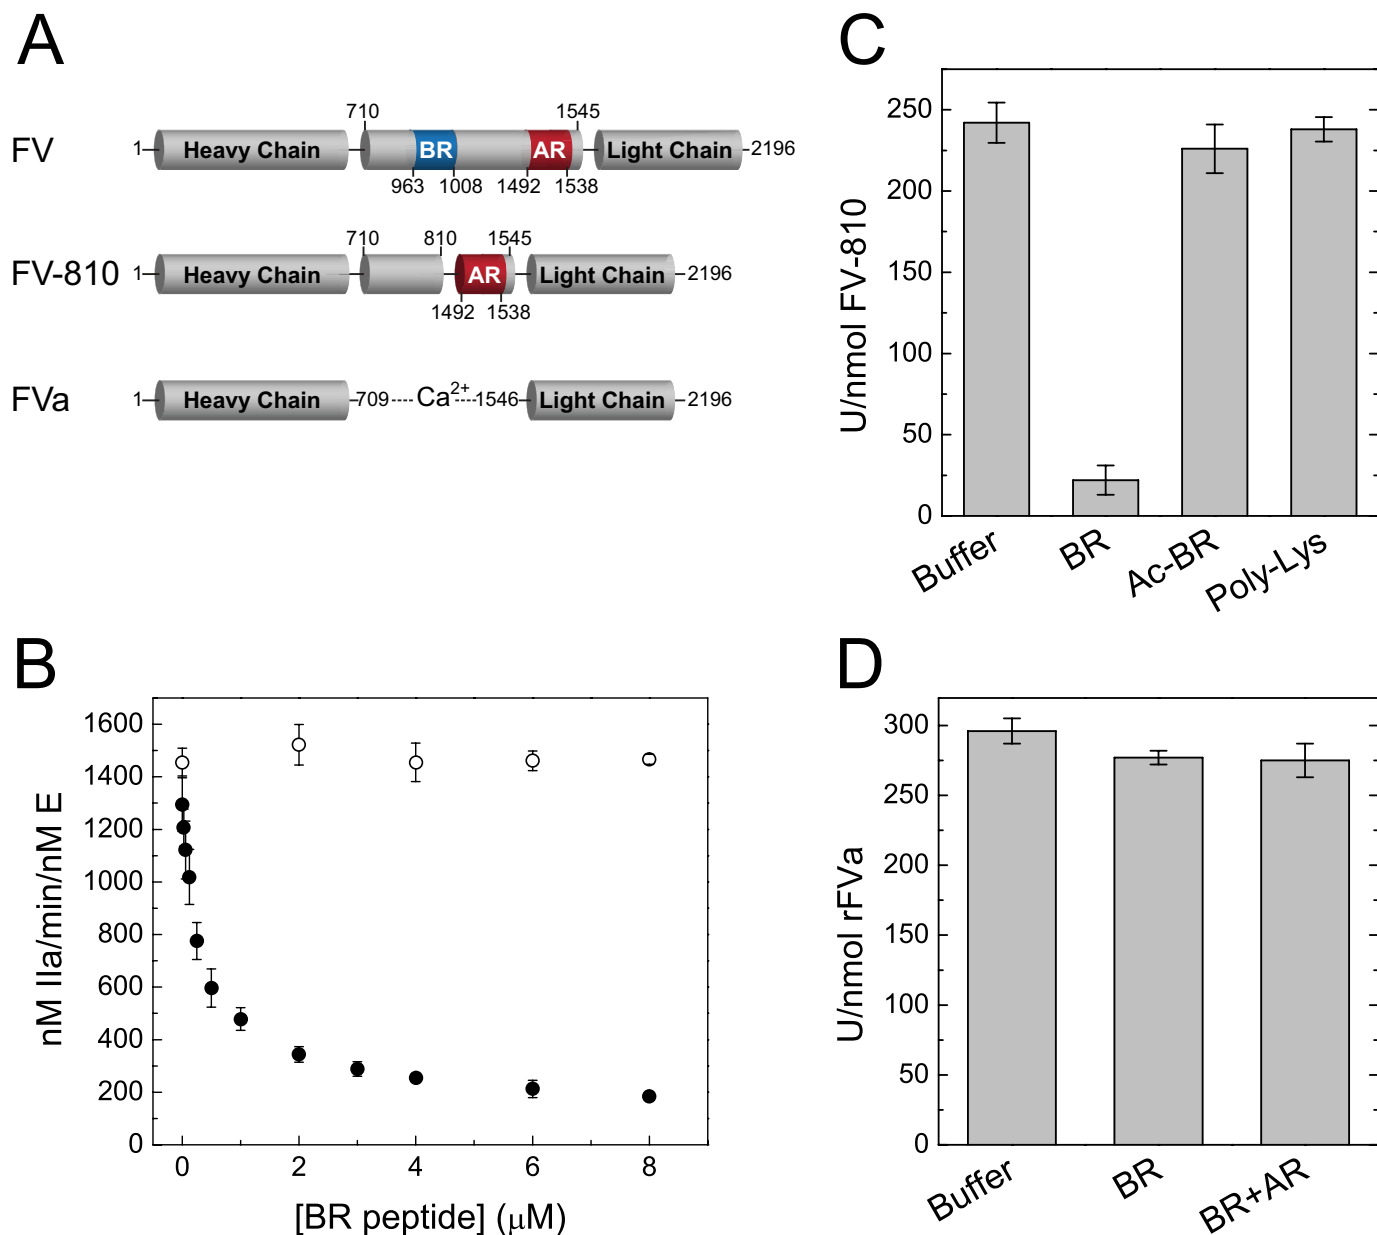 A
710
1545
FV
1
Heavy Chain
BR
AR
Light Chain
2196
963
1008
1492
1538
710
810
1545
FV-810
1
Heavy Chain
AR
Light Chain
2196
1492
1538
FVa
1
Heavy Chain
709
Ca2+
1546
Light Chain
2196
B
nM IIa/min/nM E
1600
1400
1200
1000
800
600
400
200
0
0
2
4
6
8
[BR peptide] (μM)
C
U/nmol FV-810
250
200
150
100
50
0
Buffer
BR
Ac-BR
Poly-Lys
D
U/nmol rFVa
300
250
200
150
100
50
0
Buffer
BR
BR+AR